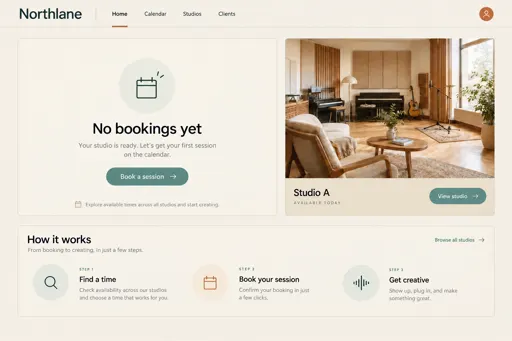 Northlane
Home
Calendar
Studios
Clients
No bookings yet
Your studio is ready. Let's get your first session
on the calendar.
Book a session
Explore available times across all studios and start creating.
Studio A
AVAILABLE TODAY
View studio
How it works
From booking to creating, in just a few steps.
Browse all studios
STEP 1
Find a time
Check availability across our studios
and choose a time that works for you.
STEP 2
Book your session
Confirm your booking in just
a few clicks.
STEP 3
Get creative
Show up, plug in, and make
something great.